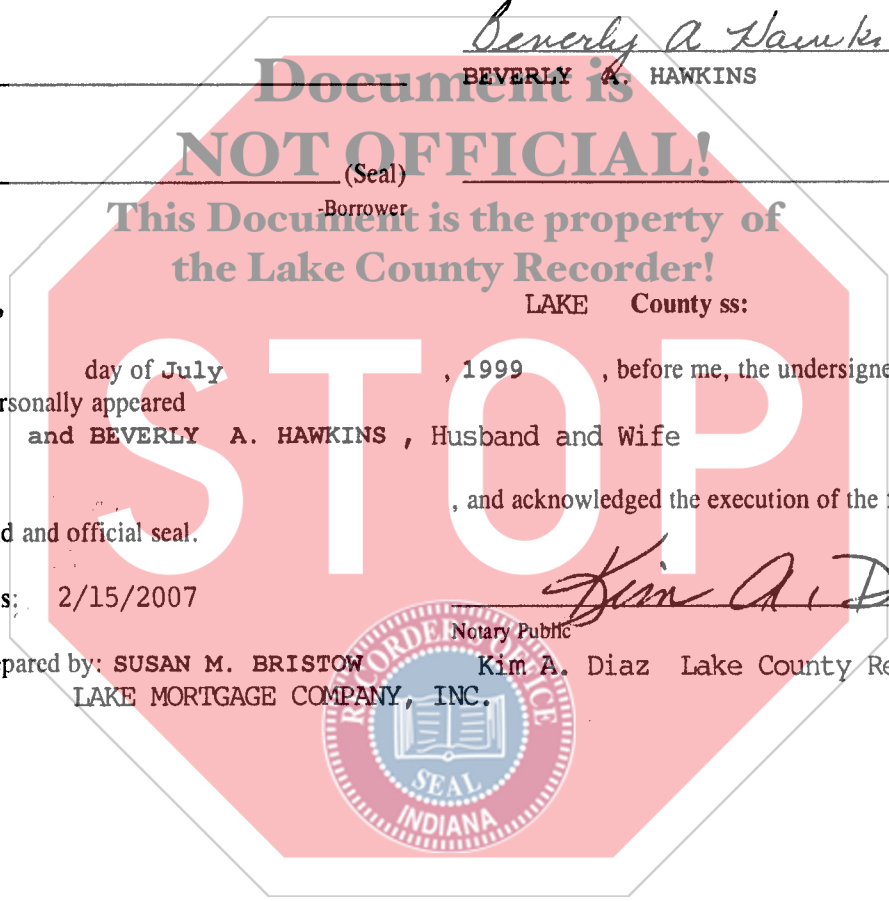 Beverly A Hawki
Document is
BEVERLY A. HAWKINS
NOT OFFICIAL!
(Seal)
-Borrower
This Document is the property of
the Lake County Recorder!
LAKE County ss:
day of July , 1999 , before me, the undersigne
rsonally appeared
and BEVERLY A. HAWKINS , Husband and Wife
STOP
, and acknowledged the execution of the
d and official seal.
s: 2/15/2007
Kim A. D
Notary Public
pared by: SUSAN M. BRISTOW
Kim A. Diaz Lake County Re
LAKE MORTGAGE COMPANY, INC.
RECORDER'S OFFICE
SEAL
INDIANA